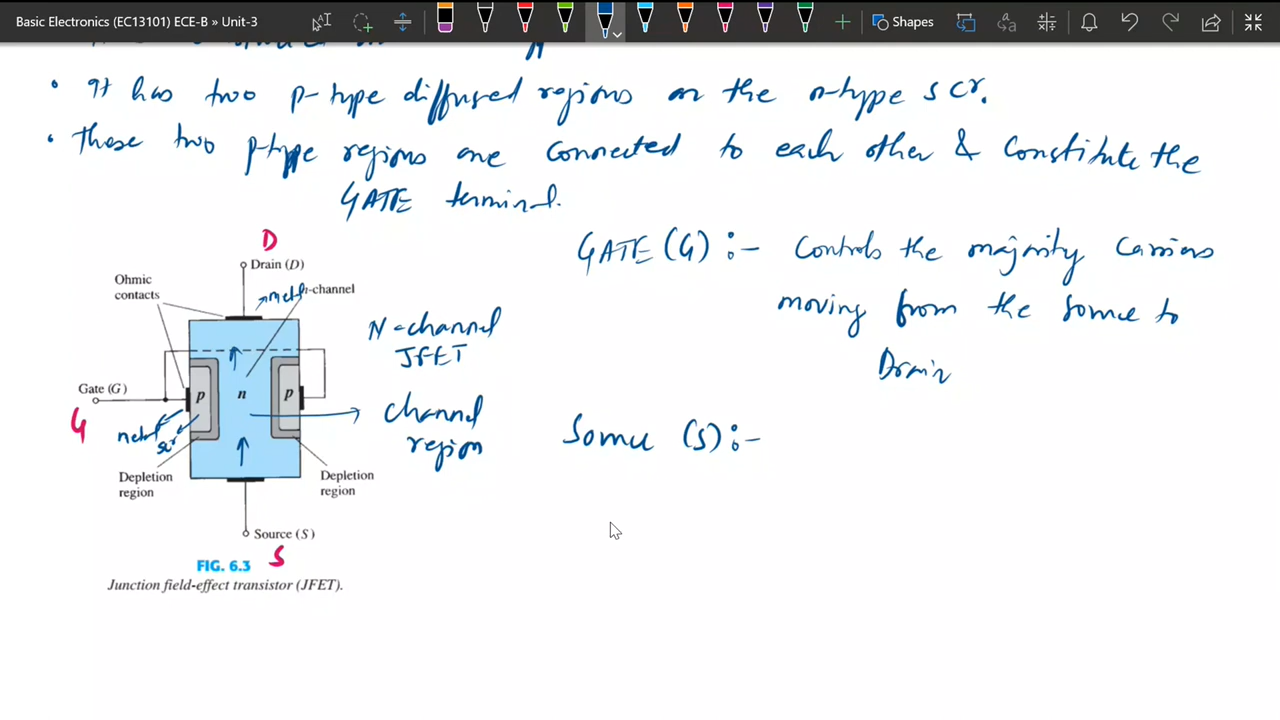 Basic Electronics (EC13101) ECE-B » Unit-3
Shapes
• It has two p-type diffused regions on the n-type scr.
• These two p-type regions are connected to each other & constitute the
GATE terminal.
D
Drain (D)
Ohmic
contacts
n-channel
N-channel
JFET
Gate (G)
G
p
n
p
channel
region
Depletion
region
Depletion
region
Source (S)
S
FIG. 6.3
Junction field-effect transistor (JFET).
GATE (G) :- Controls the majority carriers
moving from the source to
Drain
Source (S) :-